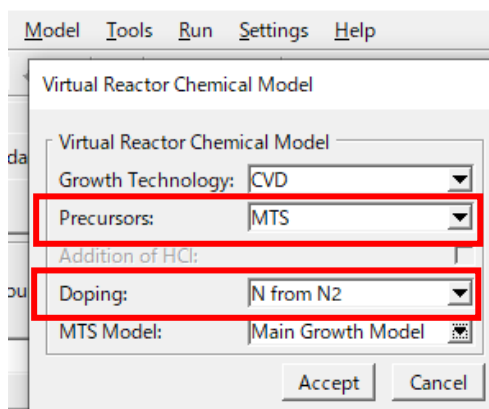 Model Tools Run Settings Help
Virtual Reactor Chemical Model
Virtual Reactor Chemical Model
Growth Technology: CVD
Precursors: MTS
Addition of HCl:
Doping: N from N2
MTS Model: Main Growth Model
Accept Cancel